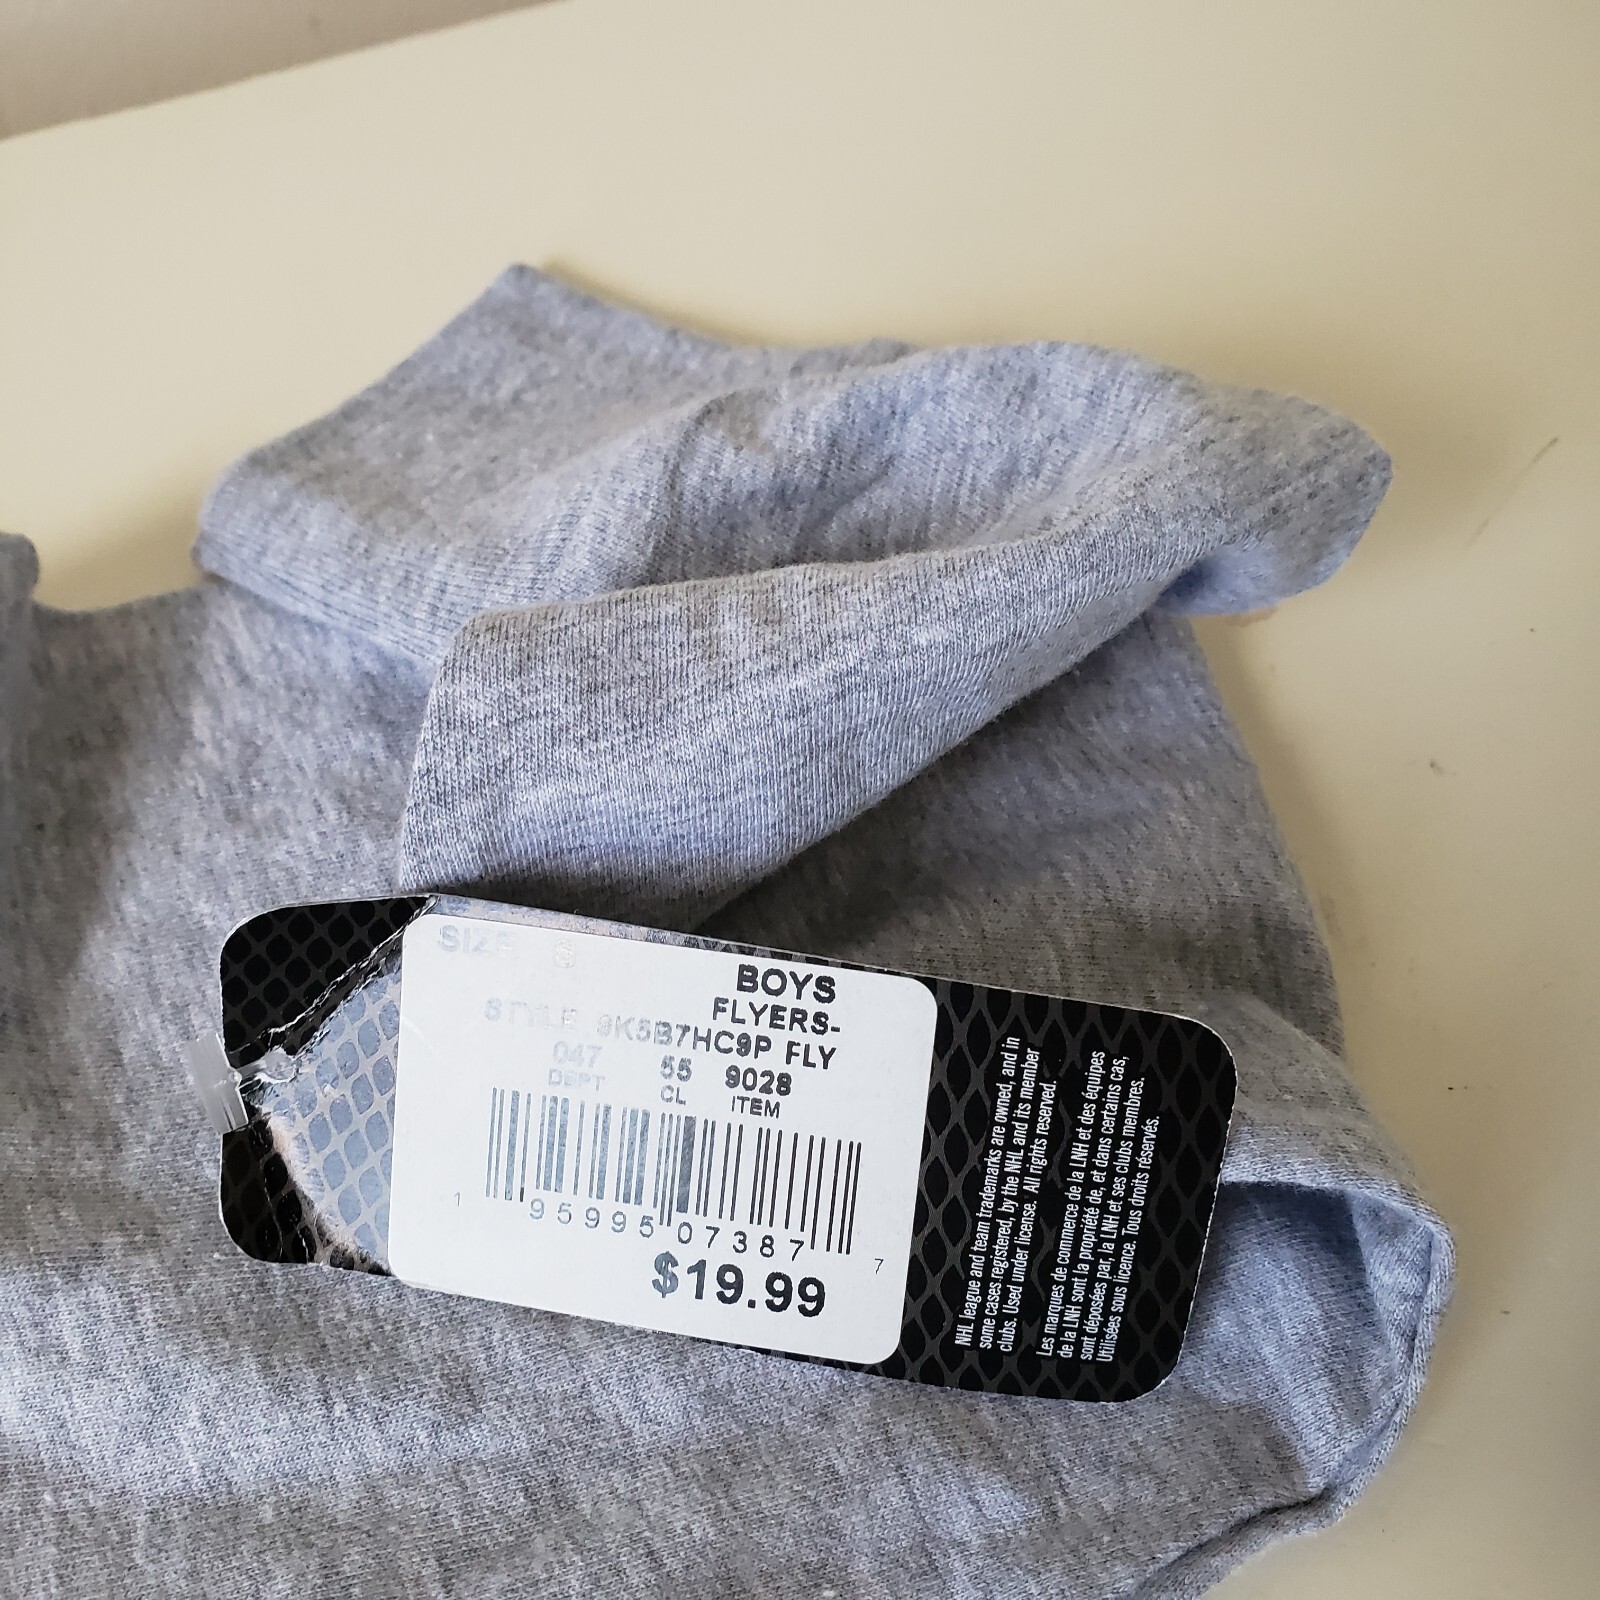 SIZE 8
BOYS
FLYERS-
STYLE 9K5B7HC9P FLY
047 55 9028
DEPT CL ITEM
1 95995 07387 7
$19.99
NHL league and team trademarks are owned, and in
some cases registered, by the NHL and its member
clubs. Used under license. All rights reserved.
Les marques de commerce de la LNH et des équipes
de la LNH sont la propriété de, et dans certains cas,
sont déposées par, la LNH et ses clubs membres.
Utilisées sous licence. Tous droits réservés.